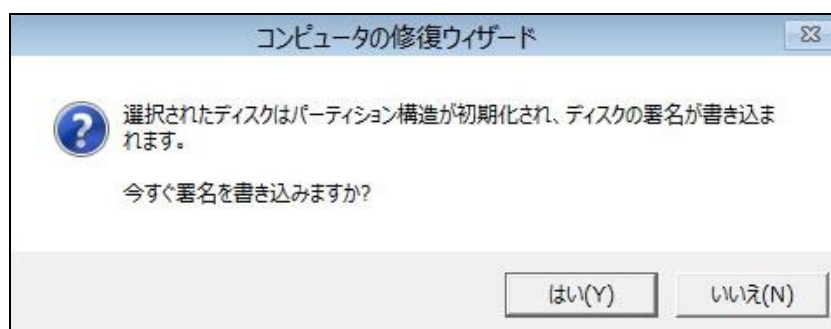 コンピュータの修復ウィザード
選択されたディスクはパーティション構造が初期化され、ディスクの署名が書き込ま
れます。
今すぐ署名を書き込みますか?
はい(Y)
いいえ(N)